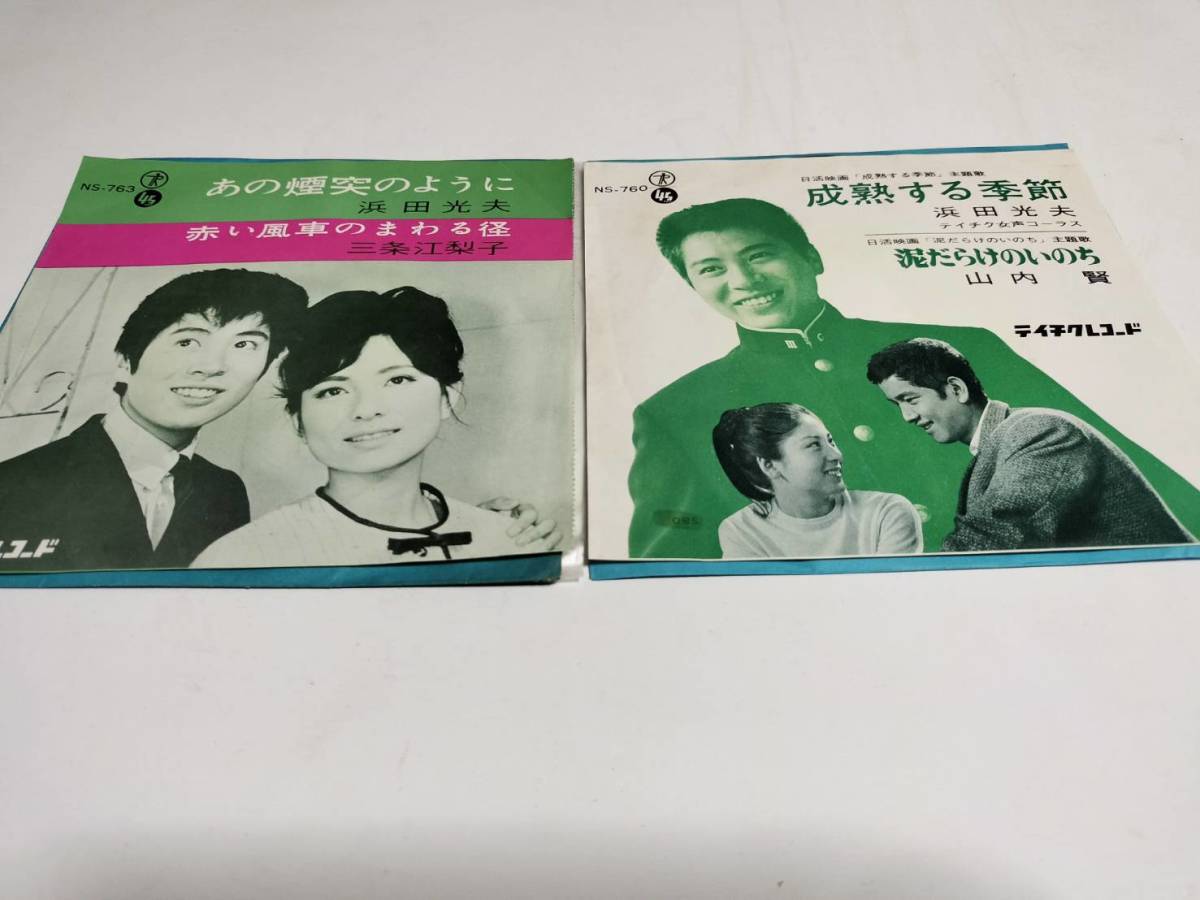 NS-763
45
あの煙突のように
浜田光夫
赤い風車のまわる径
三条江梨子
レコード
NS-760
45
日活映画「成熟する季節」主題歌
成熟する季節
浜田光夫
テイチク女声コーラス
日活映画「泥だらけのいのち」主題歌
泥だらけのいのち
山内 賢
テイチクレコード
III